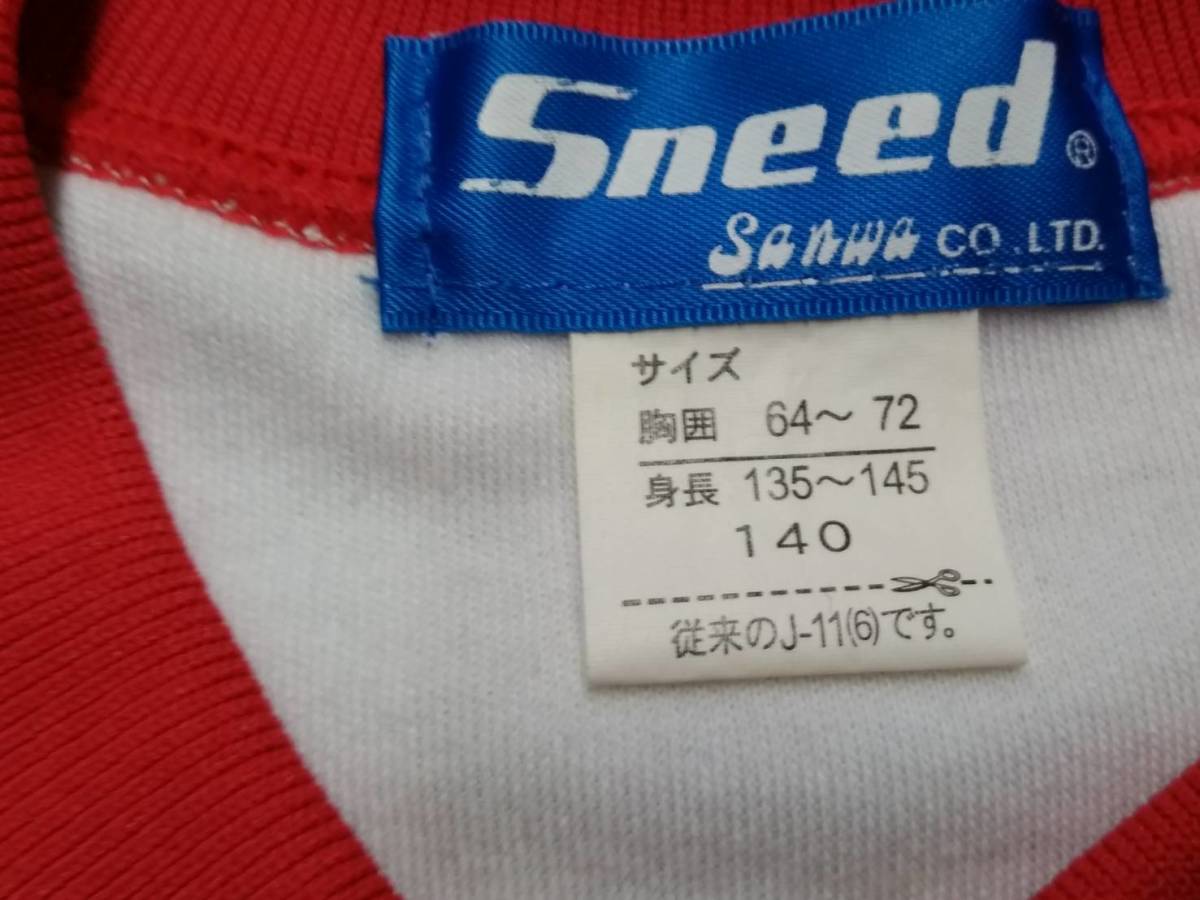 Sneed ®
Sanwa CO.,LTD.
サイズ
胸囲 64〜72
身長 135〜145
140
従来のJ-11(6)です。